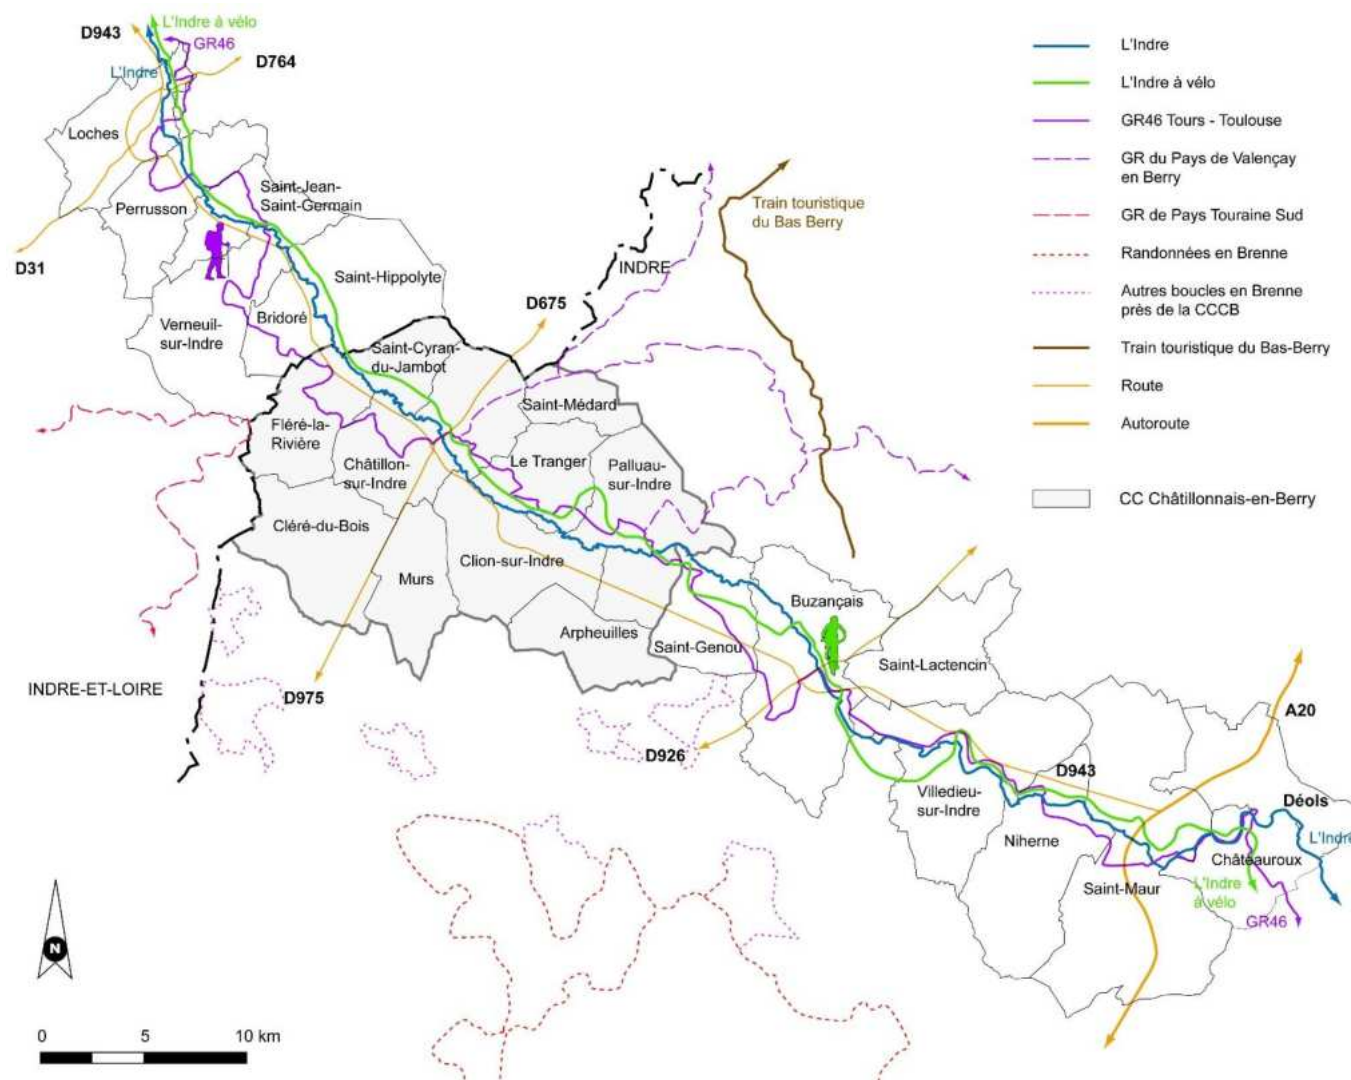 L'Indre à vélo
D943
GR46
D764
L'Indre
Loches
Saint-Jean-
Saint-Germain
Perrusson
D31
Saint-Hippolyte
INDRE
Train touristique
du Bas Berry
D675
Bridoré
Verneuil-
sur-Indre
Saint-Cyran-
du-Jambot
Saint-Médard
Fléré-la-
Rivière
Le Tranger
Palluau-
sur-Indre
Châtillon-
sur-Indre
Cléré-du-Bois
Clion-sur-Indre
Murs
Buzançais
Arpheuilles
Saint-Genou
Saint-Lactencin
INDRE-ET-LOIRE
D975
A20
D926
D943
Villedieu-
sur-Indre
Déols
L'Indre
Niherne
Châteauroux
Saint-Maur
L'Indre
à vélo
GR46
N
0 5 10 km
L'Indre
L'Indre à vélo
GR46 Tours - Toulouse
GR du Pays de Valençay
en Berry
GR de Pays Touraine Sud
Randonnées en Brenne
Autres boucles en Brenne
près de la CCCB
Train touristique du Bas-Berry
Route
Autoroute
CC Châtillonnais-en-Berry